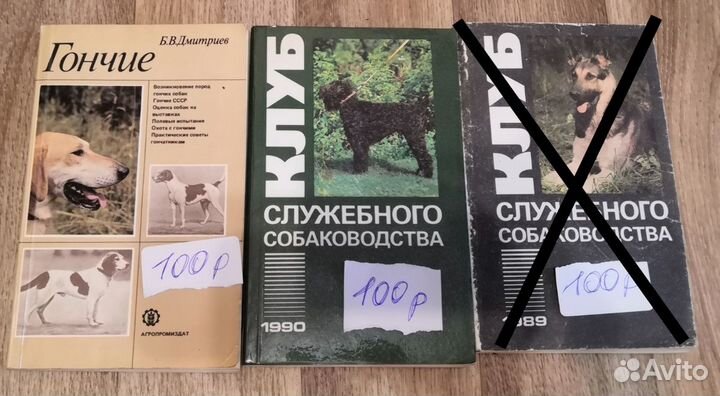 Б.В.Дмитриев
Гончие
Возникновение пород
гончих собак
Гончие СССР
Оценка собак на
выставках
Полевые испытания
Охота с гончими
Практические советы
гончатникам
100 р
АГРОПРОМИЗДАТ
КЛУБ
СЛУЖЕБНОГО
СОБАКОВОДСТВА
100 р
1990
КЛУБ
СЛУЖЕБНОГО
СОБАКОВОДСТВА
100 р
1989
Avito